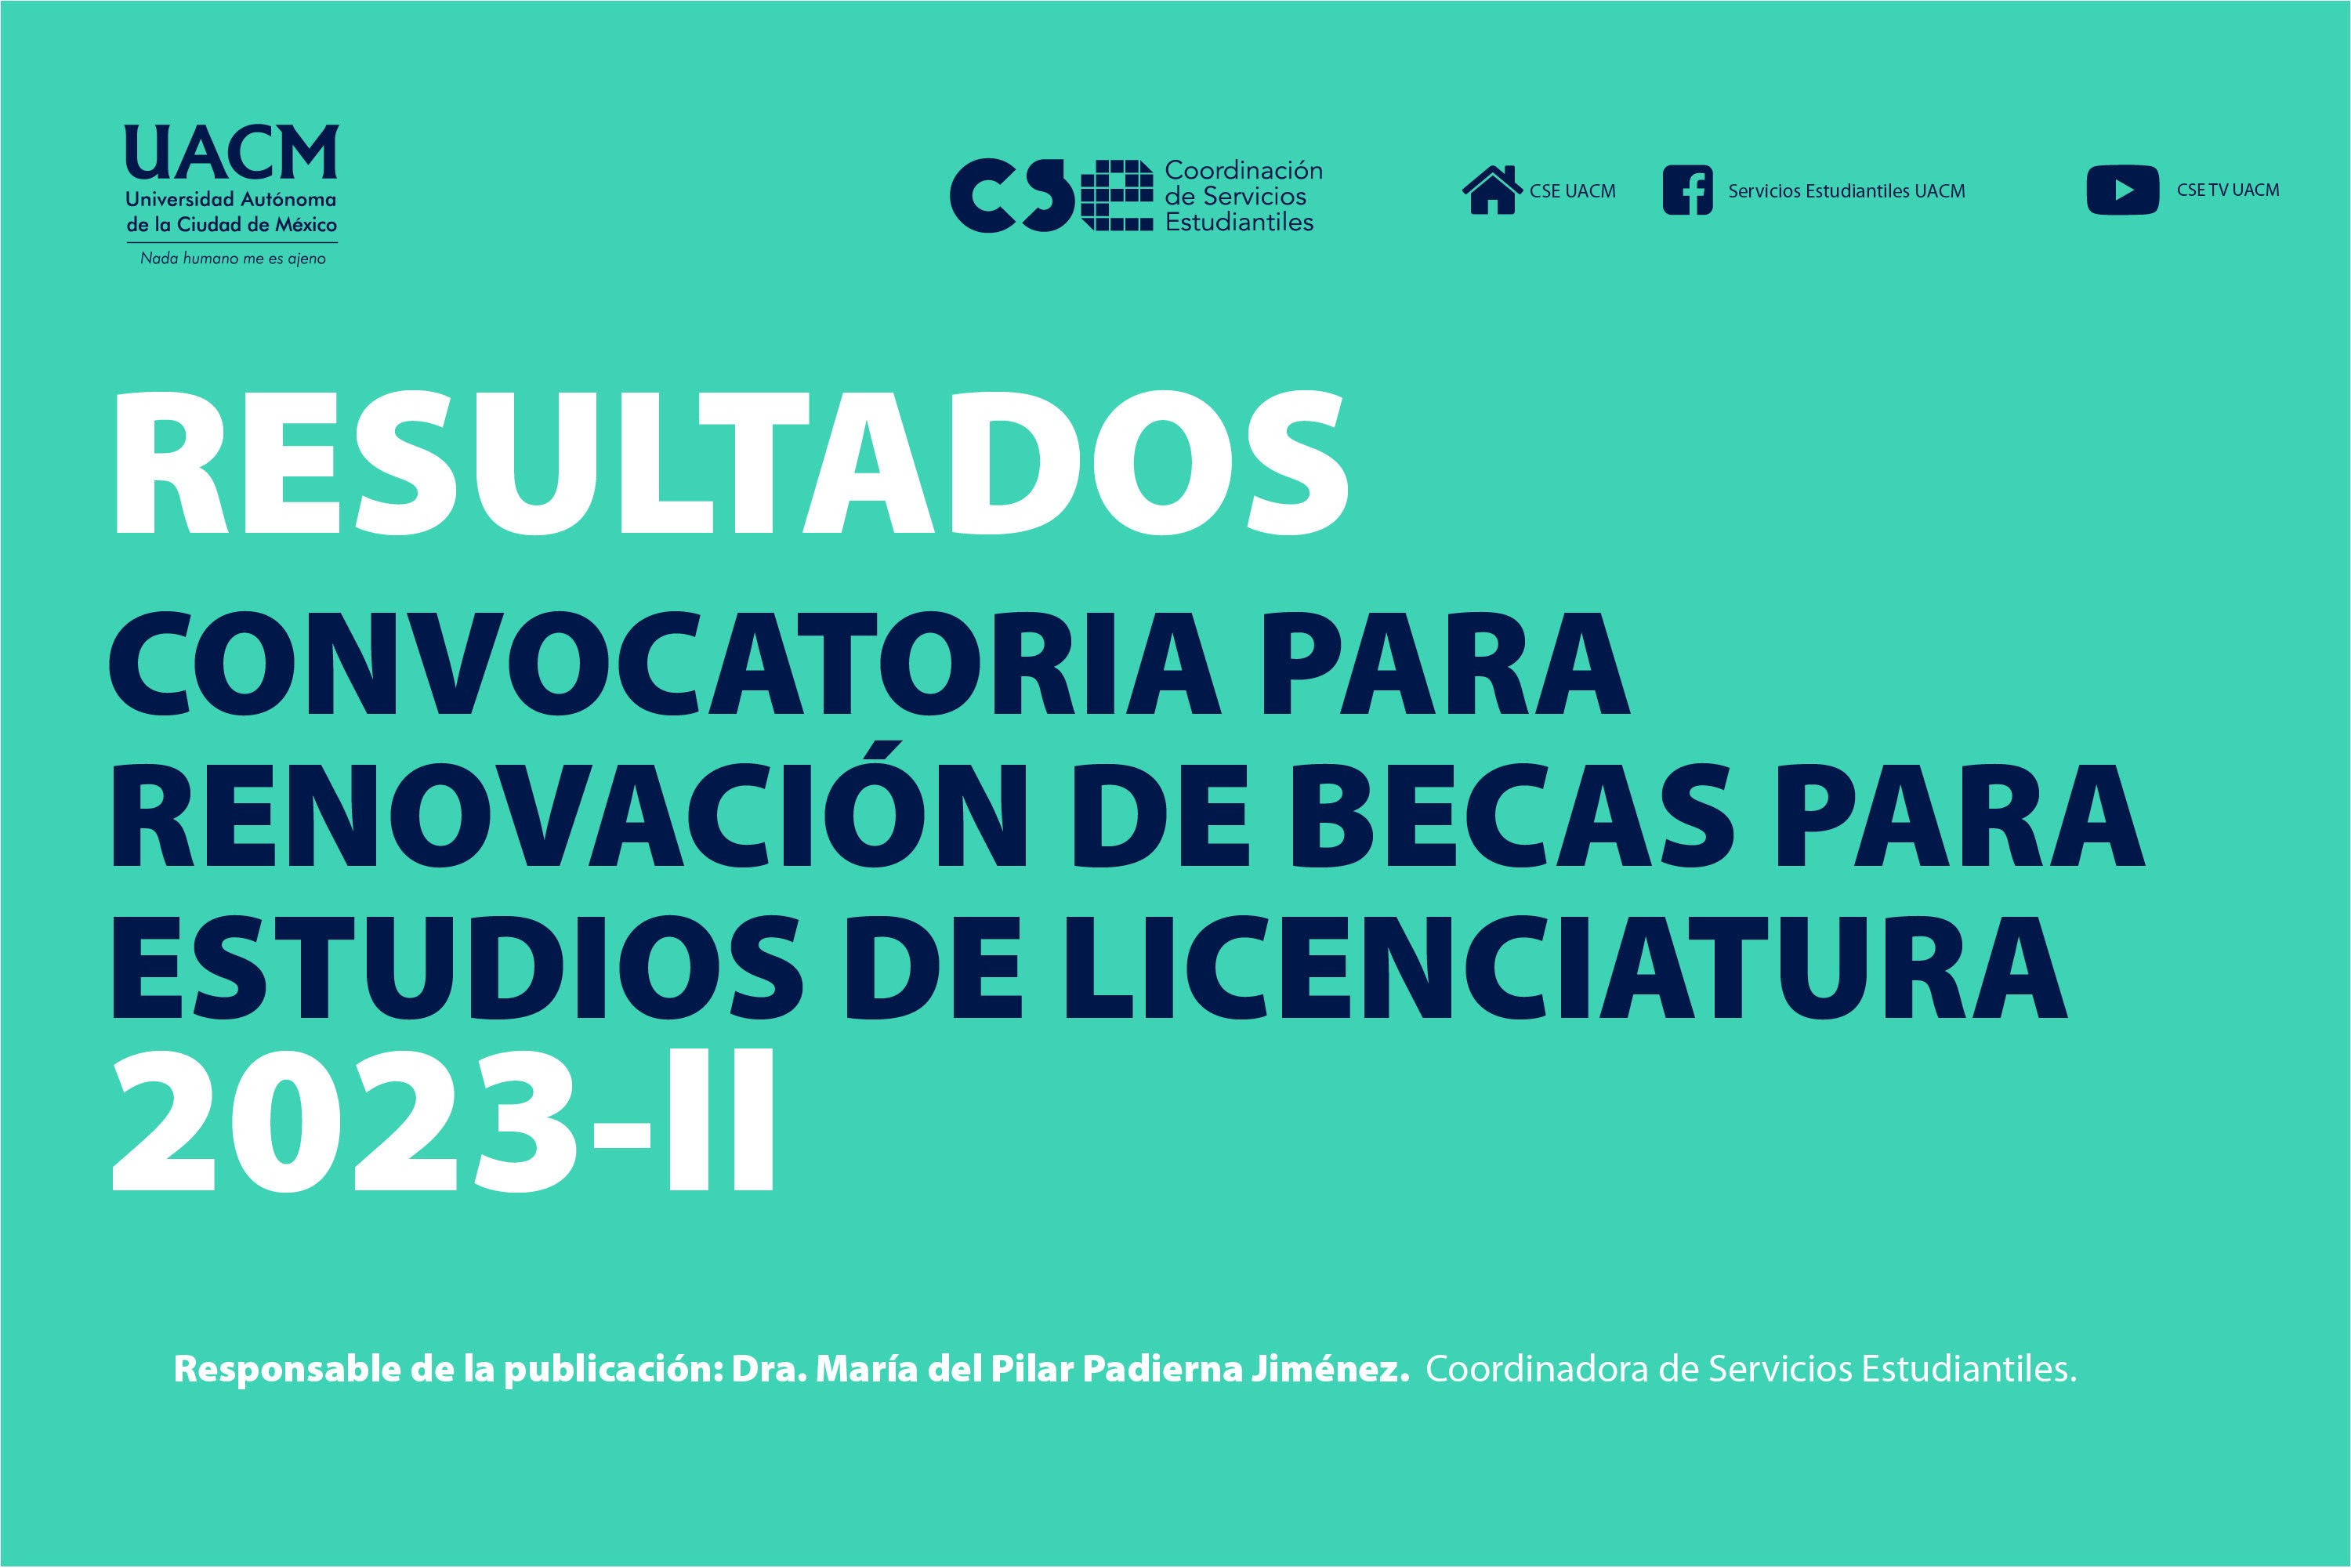 UACM
Universidad Autónoma
de la Ciudad de México
Nada humano me es ajeno
cse
Coordinación
de Servicios
Estudiantiles
CSE UACM
Servicios Estudiantiles UACM
CSE TV UACM
RESULTADOS
CONVOCATORIA PARA
RENOVACIÓN DE BECAS PARA
ESTUDIOS DE LICENCIATURA
2023-II
Responsable de la publicación: Dra. María del Pilar Padierna Jiménez. Coordinadora de Servicios Estudiantiles.